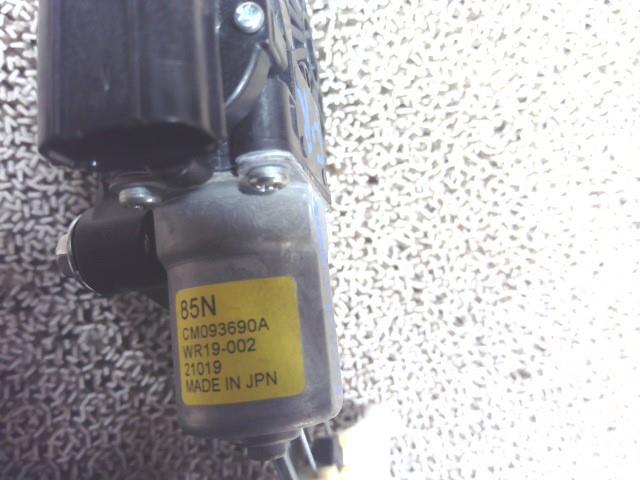 85N
CM093690A
WR19-002
21019
MADE IN JPN